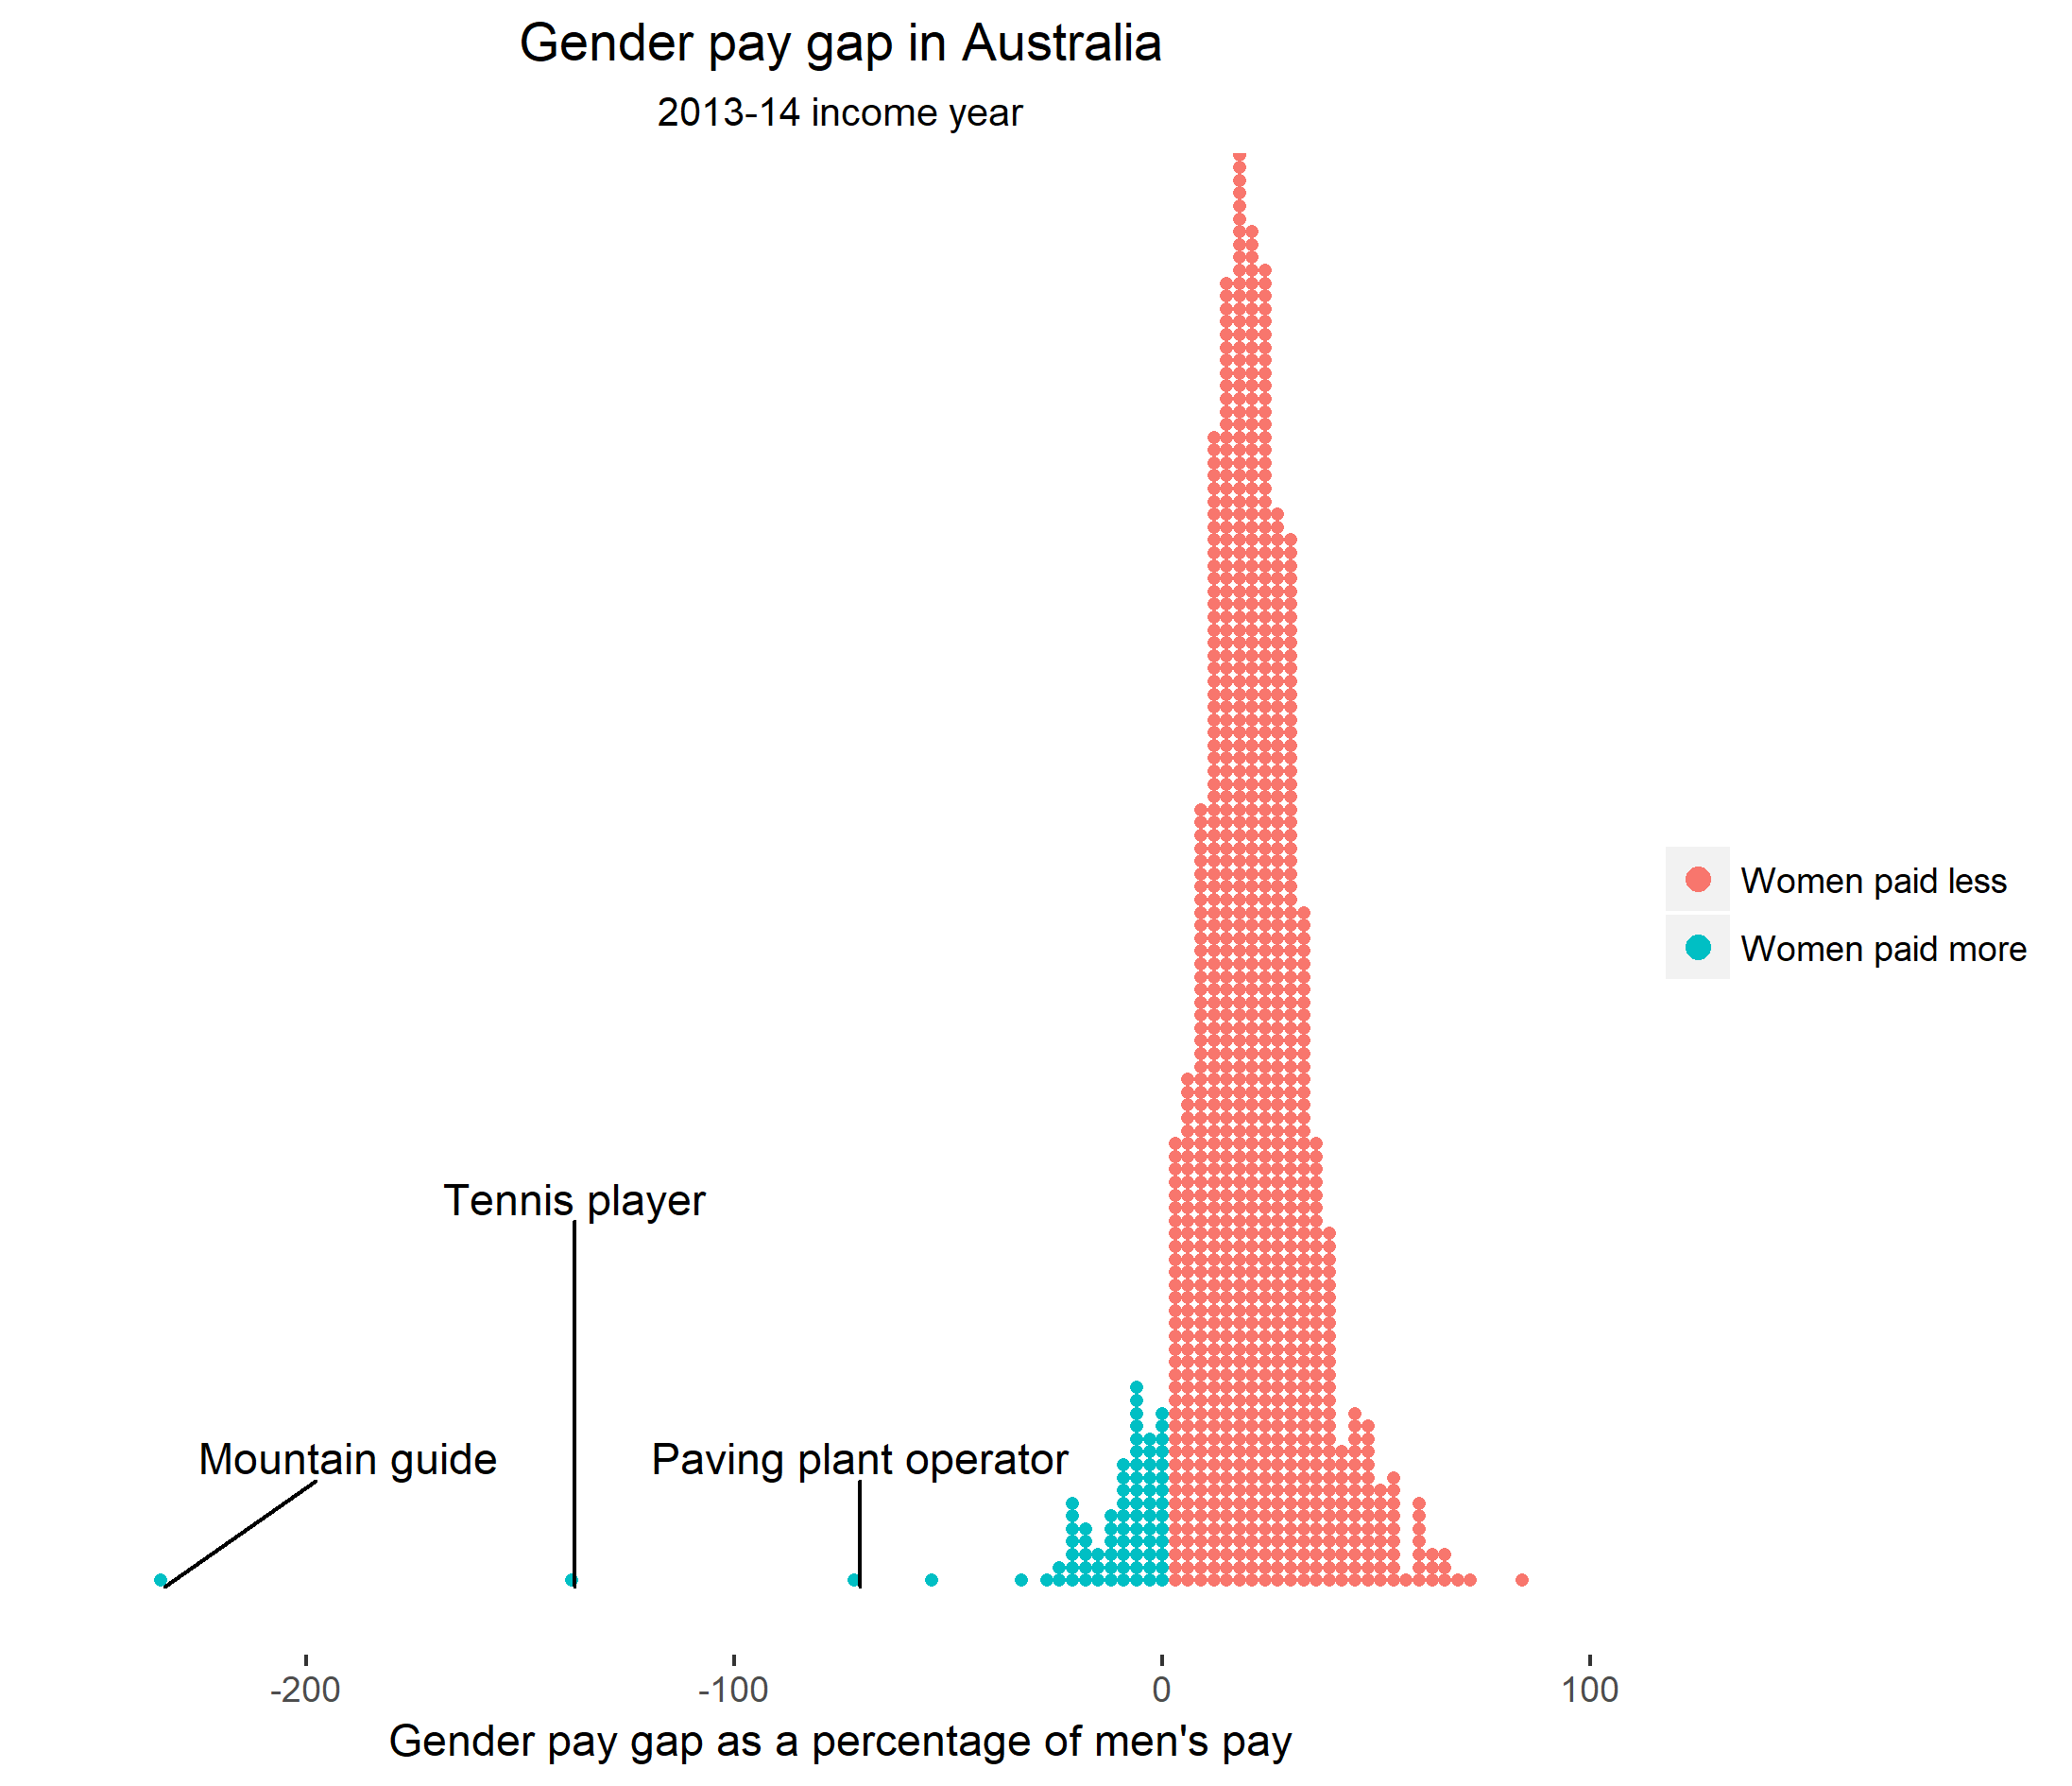 Gender pay gap in Australia
2013-14 income year
Women paid less
Women paid more
Tennis player
Mountain guide
Paving plant operator
-200
-100
0
100
Gender pay gap as a percentage of men's pay